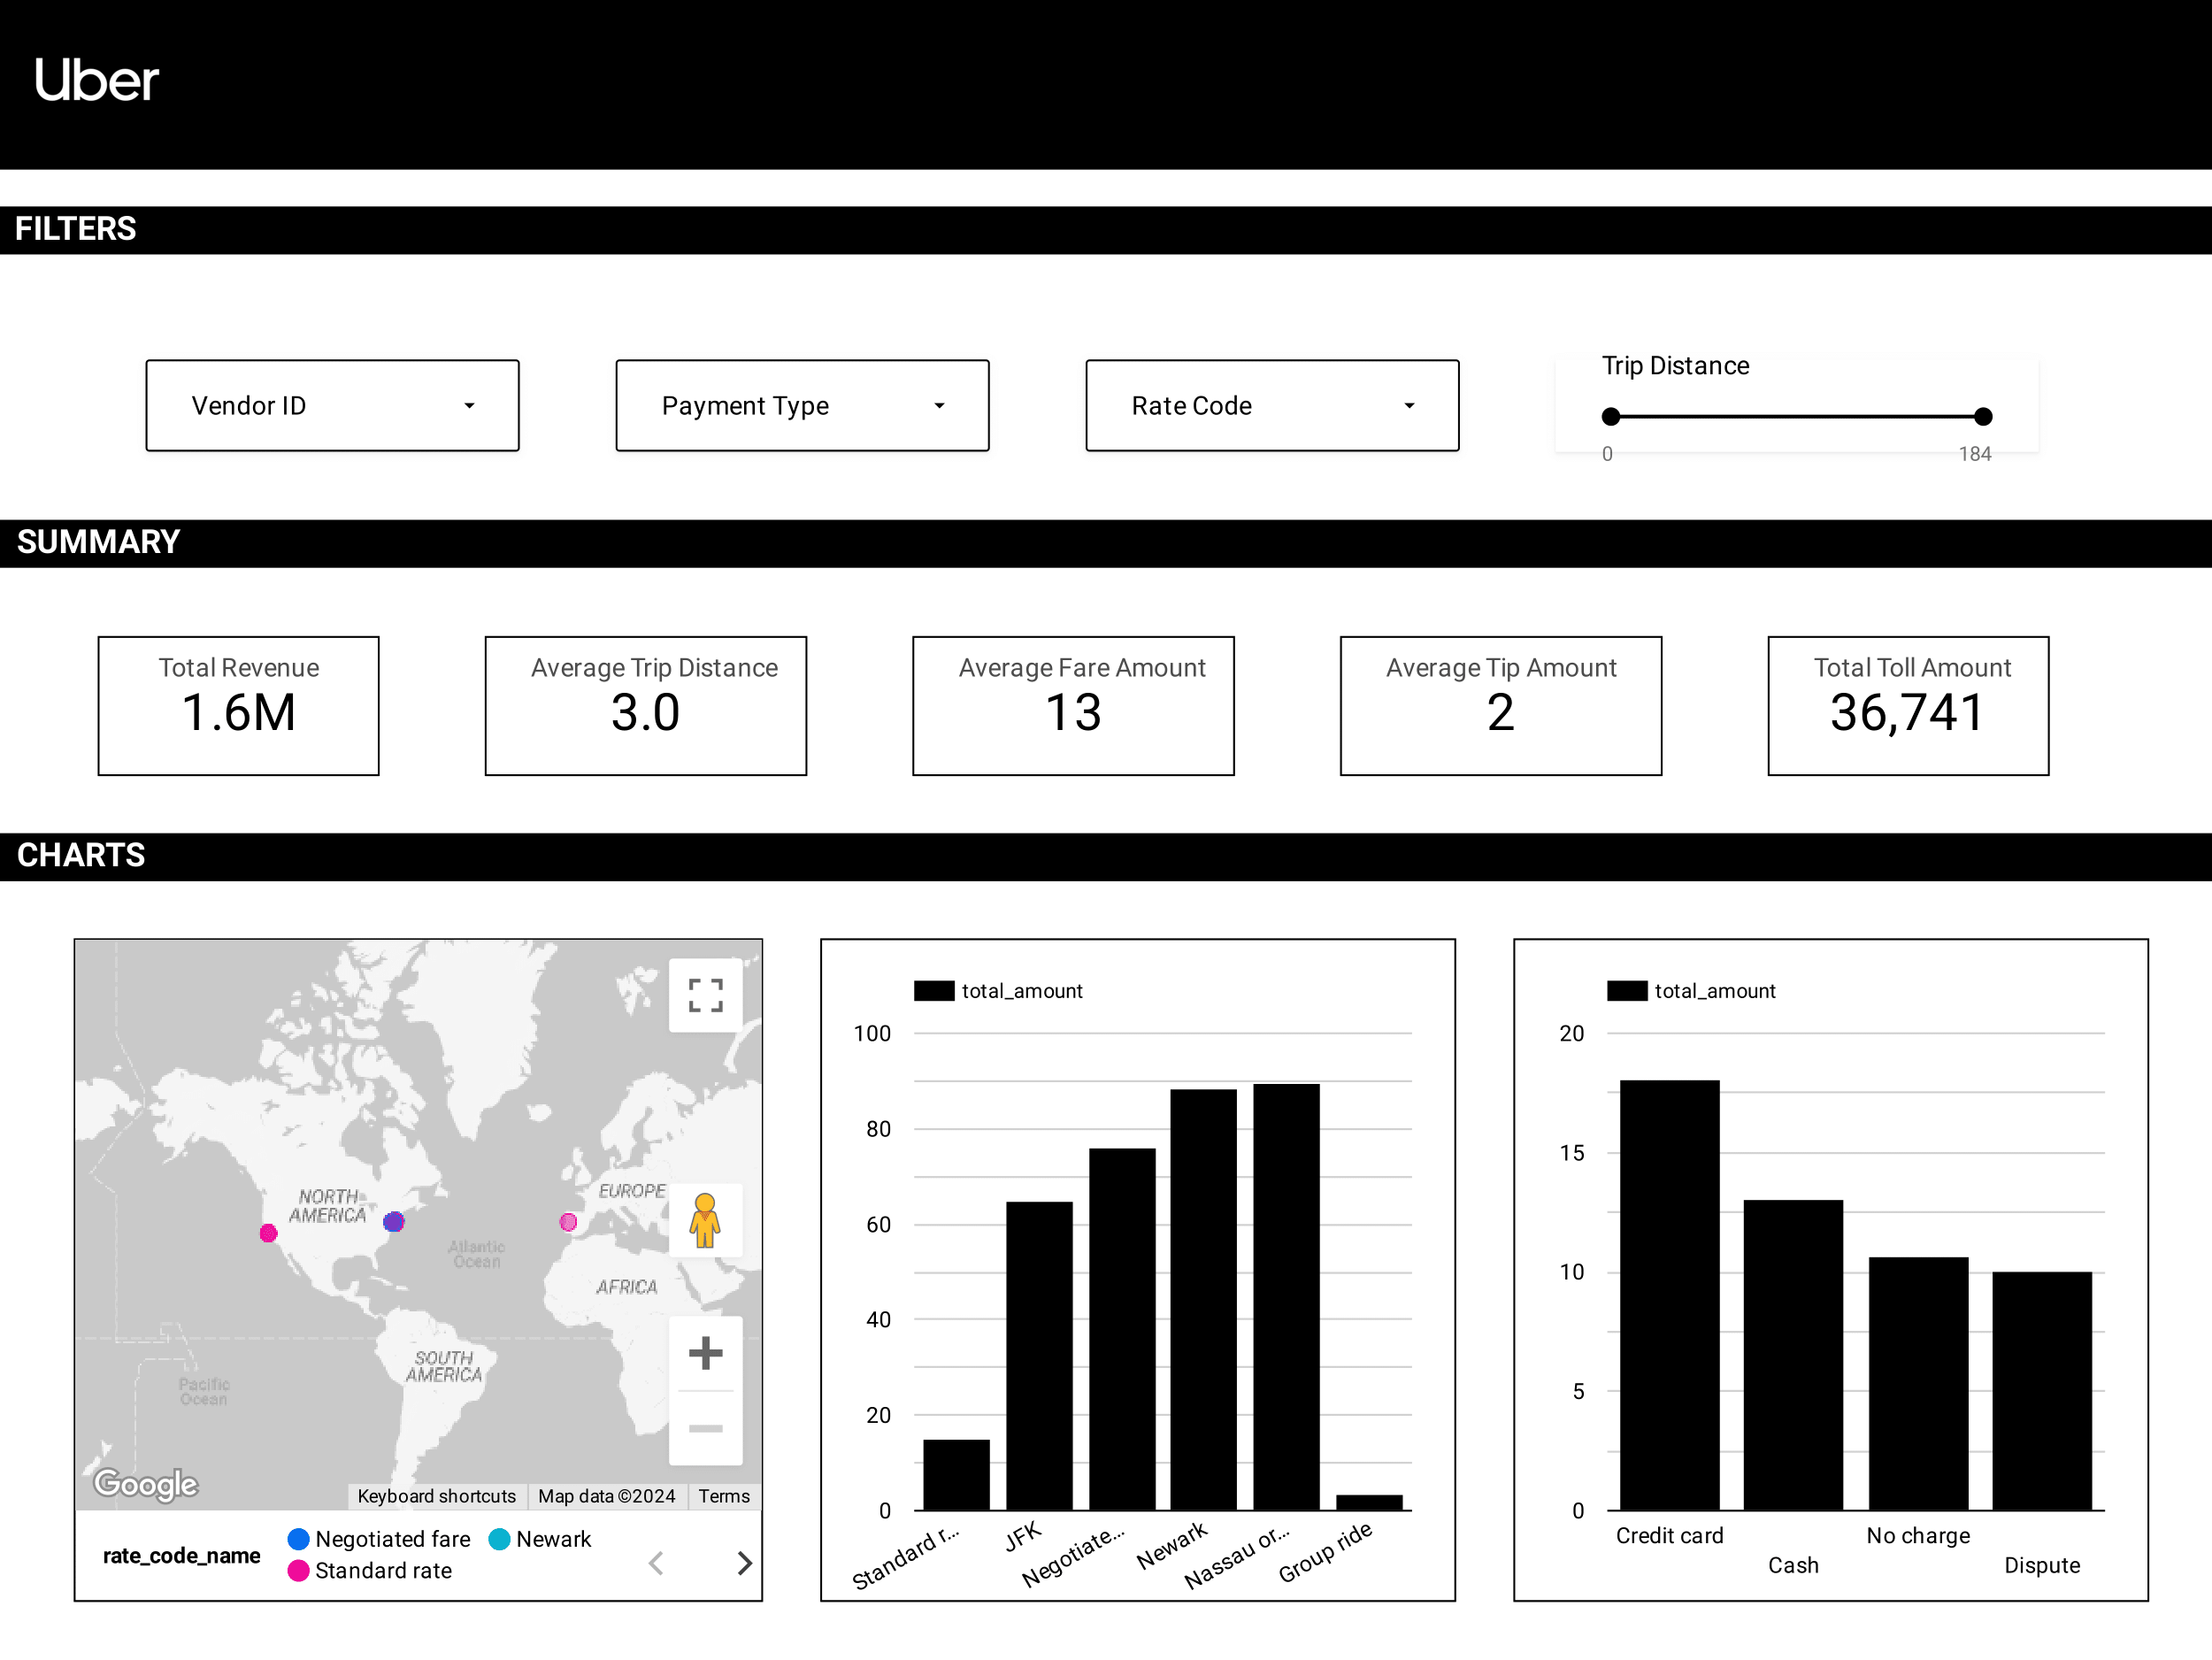 Uber
FILTERS
Vendor ID
Payment Type
Rate Code
Trip Distance
0
184
SUMMARY
Total Revenue
1.6M
Average Trip Distance
3.0
Average Fare Amount
13
Average Tip Amount
2
Total Toll Amount
36,741
CHARTS
NORTH
AMERICA
EUROPE
Atlantic
Ocean
AFRICA
SOUTH
AMERICA
Pacific
Ocean
Google
Keyboard shortcuts
Map data ©2024
Terms
rate_code_name
Negotiated fare
Newark
Standard rate
total_amount
100
80
60
40
20
0
Standard r...
JFK
Negotiate...
Newark
Nassau or...
Group ride
total_amount
20
15
10
5
0
Credit card
Cash
No charge
Dispute